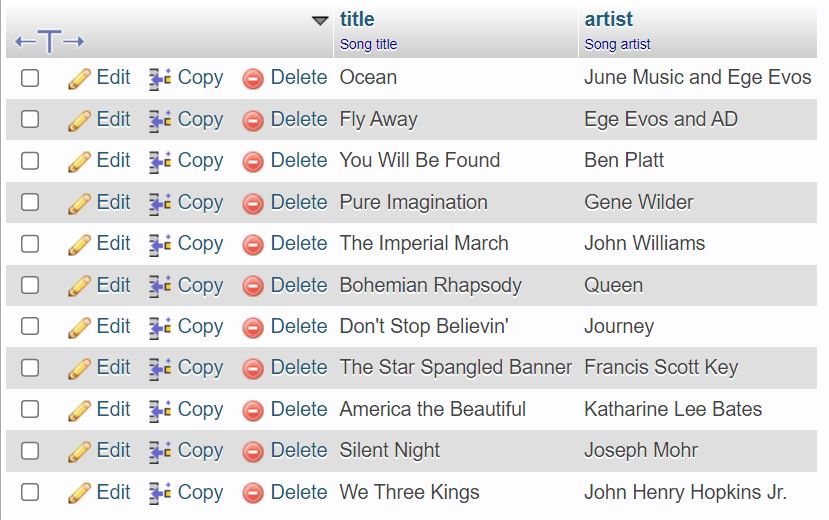 title artist
Song title Song artist
Edit Copy Delete Ocean June Music and Ege Evos
Edit Copy Delete Fly Away Ege Evos and AD
Edit Copy Delete You Will Be Found Ben Platt
Edit Copy Delete Pure Imagination Gene Wilder
Edit Copy Delete The Imperial March John Williams
Edit Copy Delete Bohemian Rhapsody Queen
Edit Copy Delete Don't Stop Believin' Journey
Edit Copy Delete The Star Spangled Banner Francis Scott Key
Edit Copy Delete America the Beautiful Katharine Lee Bates
Edit Copy Delete Silent Night Joseph Mohr
Edit Copy Delete We Three Kings John Henry Hopkins Jr.